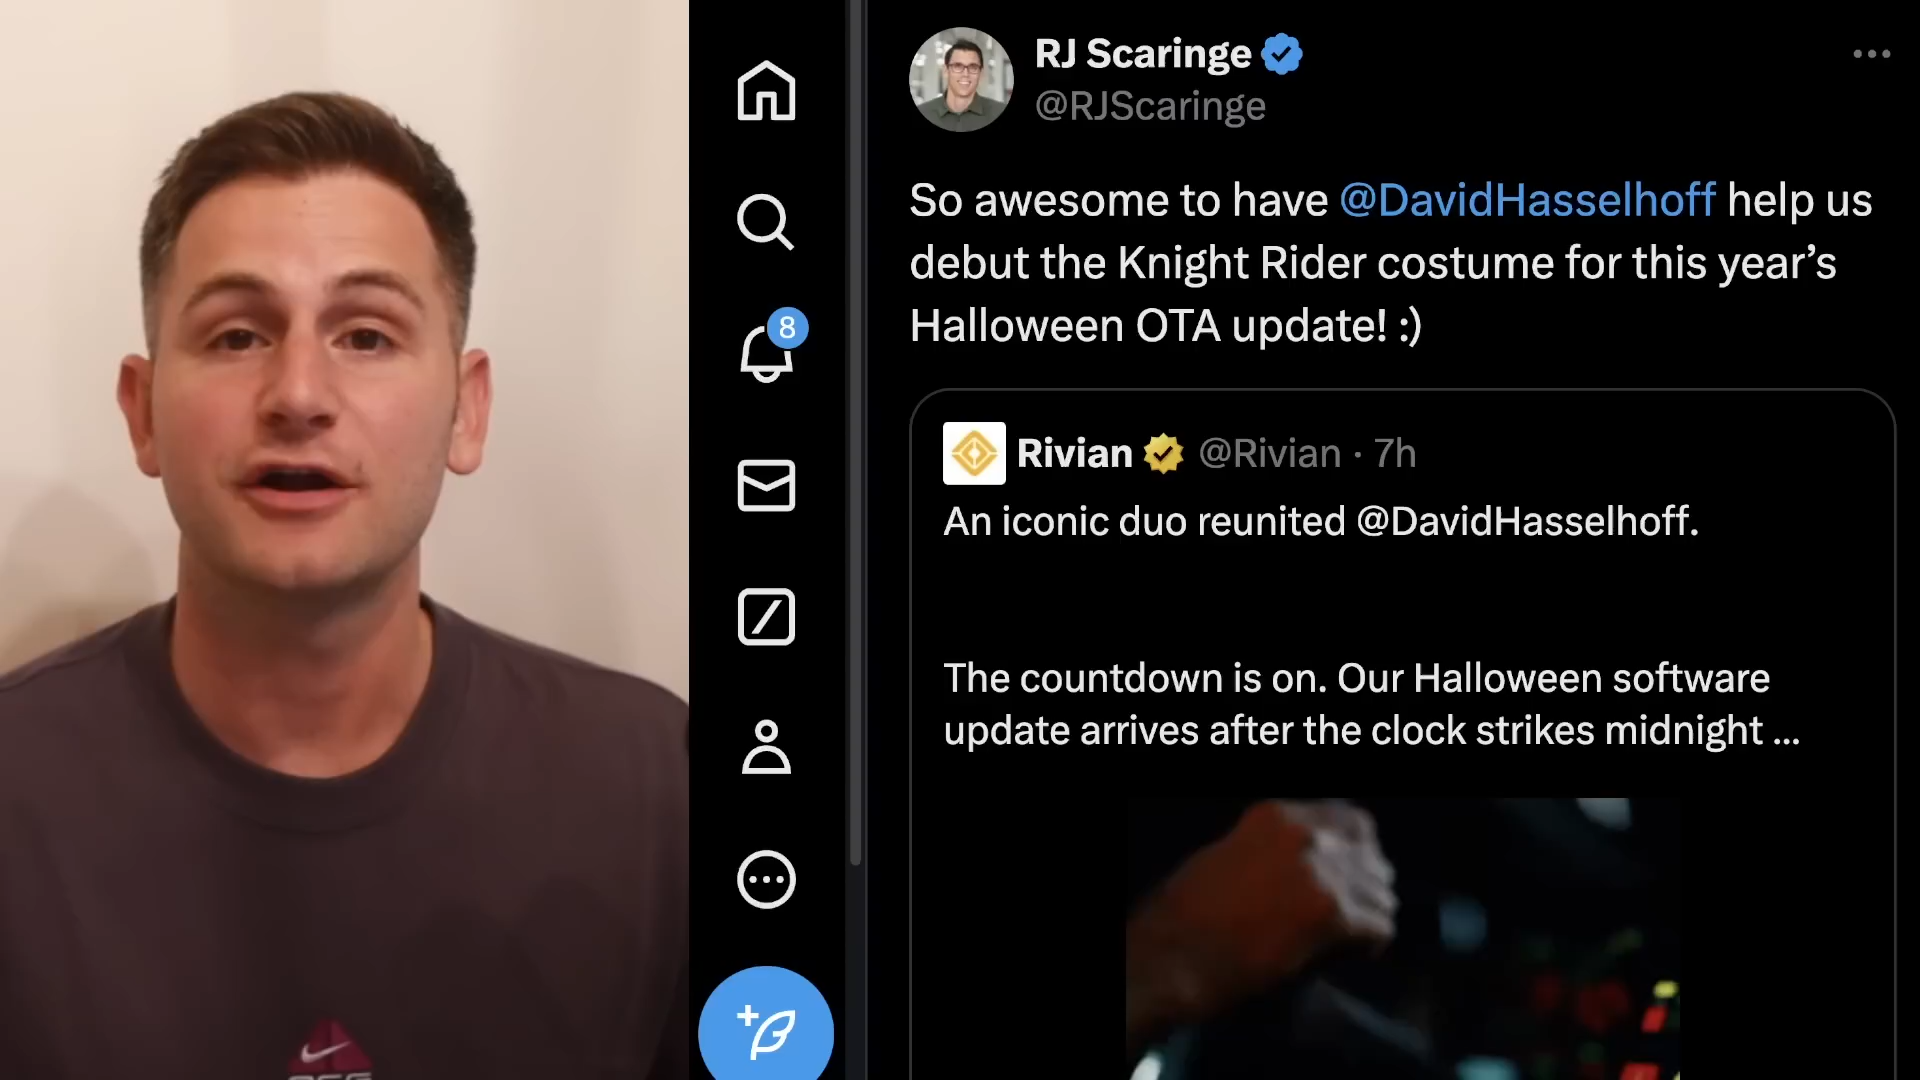 RJ Scaringe
@RJScaringe
So awesome to have @DavidHasselhoff help us
debut the Knight Rider costume for this year’s
Halloween OTA update! :)
8
Rivian @Rivian · 7h
An iconic duo reunited @DavidHasselhoff.
The countdown is on. Our Halloween software
update arrives after the clock strikes midnight ...